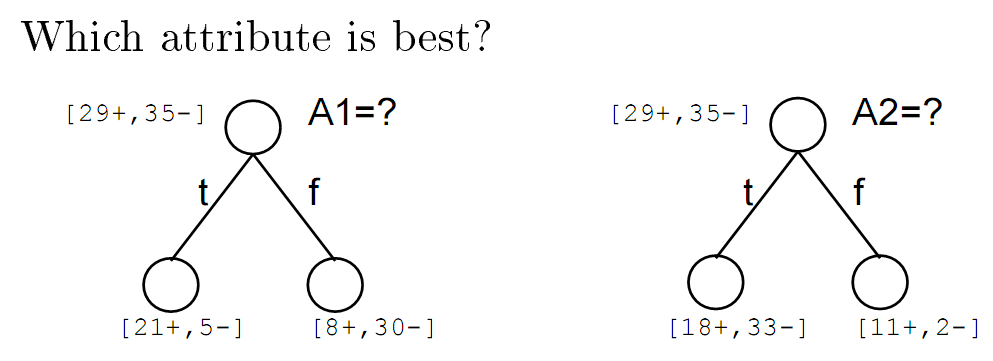 Which attribute is best?
[29+,35-] A1=? [29+,35-] A2=?
t f t f
[21+,5-] [8+,30-] [18+,33-] [11+,2-]